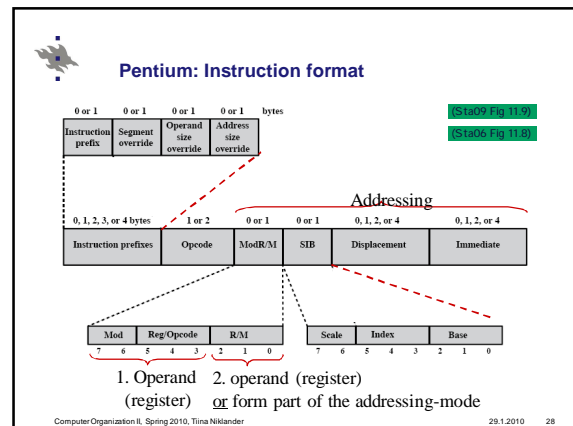 Pentium: Instruction format
0 or 1 0 or 1 0 or 1 0 or 1 bytes
Instruction prefix
Segment override
Operand size override
Address size override
(Sta09 Fig 11.9)
(Sta06 Fig 11.8)
Addressing
0, 1, 2, 3, or 4 bytes 1 or 2 0 or 1 0 or 1 0, 1, 2, or 4 0, 1, 2, or 4
Instruction prefixes Opcode ModR/M SIB Displacement Immediate
Mod Reg/Opcode R/M Scale Index Base
7 6 5 4 3 2 1 0 7 6 5 4 3 2 1 0
1. Operand (register)
2. operand (register)
or form part of the addressing-mode
Computer Organization II, Spring 2010, Tiina Niklander 29.1.2010 28